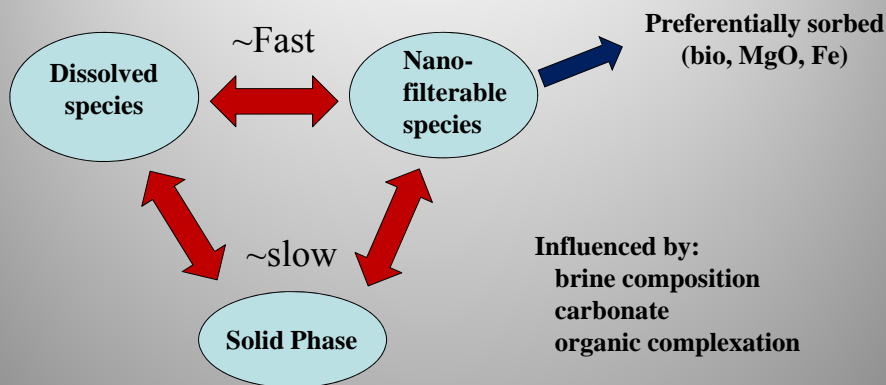 ~Fast
Dissolved
species
Nano-
filterable
species
Preferentially sorbed
(bio, MgO, Fe)
~slow
Solid Phase
Influenced by:
brine composition
carbonate
organic complexation